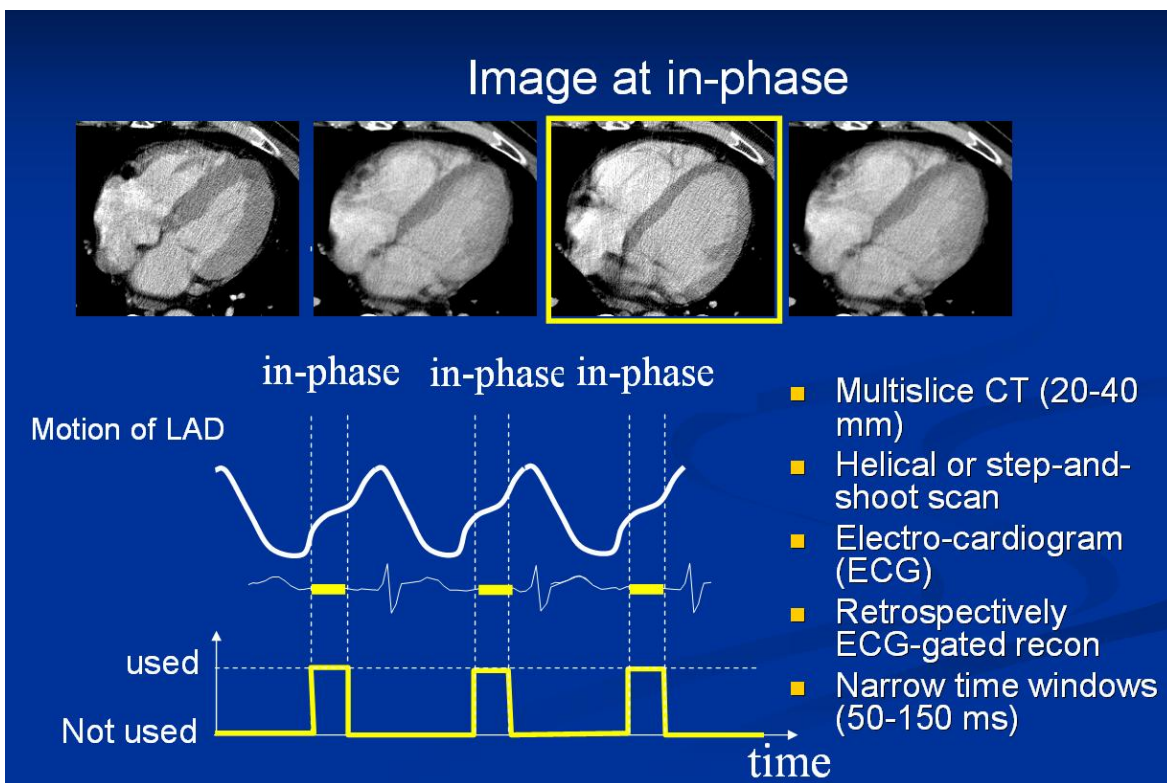 Image at in-phase
in-phase
in-phase
in-phase
Motion of LAD
used
Not used
time
Multislice CT (20-40
mm)
Helical or step-and-
shoot scan
Electro-cardiogram
(ECG)
Retrospectively
ECG-gated recon
Narrow time windows
(50-150 ms)